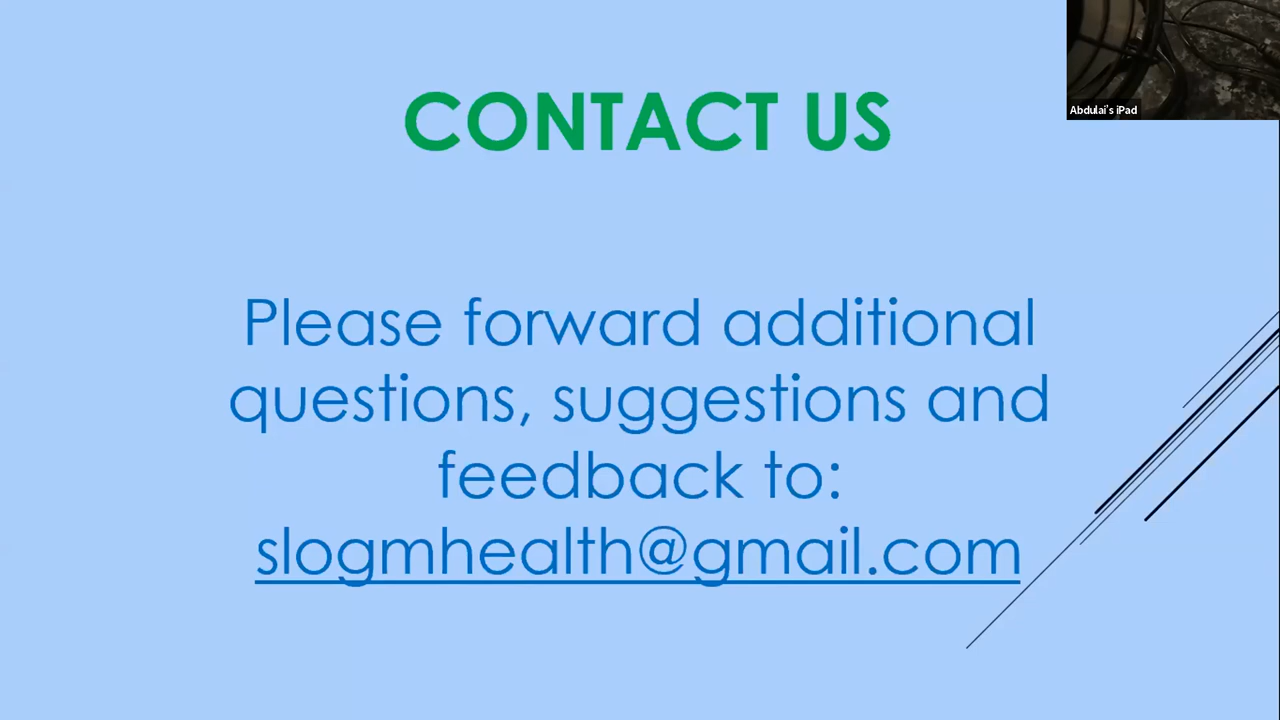 CONTACT US
Abdulai's iPad
Please forward additional
questions, suggestions and
feedback to:
slogmhealth@gmail.com